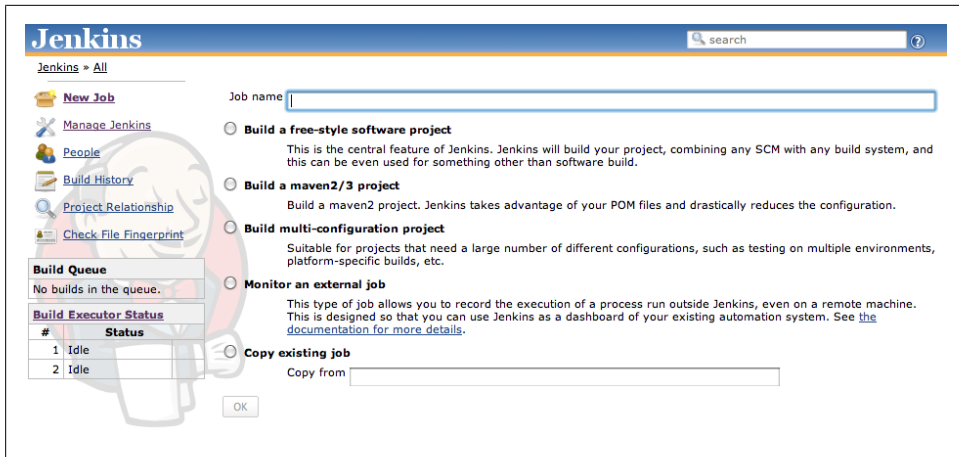 Jenkins
search
Jenkins » All
New Job
Manage Jenkins
People
Build History
Project Relationship
Check File Fingerprint
Build Queue
No builds in the queue.
Build Executor Status
# Status
1 Idle
2 Idle
Job name
Build a free-style software project
This is the central feature of Jenkins. Jenkins will build your project, combining any SCM with any build system, and
this can be even used for something other than software build.
Build a maven2/3 project
Build a maven2 project. Jenkins takes advantage of your POM files and drastically reduces the configuration.
Build multi-configuration project
Suitable for projects that need a large number of different configurations, such as testing on multiple environments,
platform-specific builds, etc.
Monitor an external job
This type of job allows you to record the execution of a process run outside Jenkins, even on a remote machine.
This is designed so that you can use Jenkins as a dashboard of your existing automation system. See the
documentation for more details.
Copy existing job
Copy from
OK